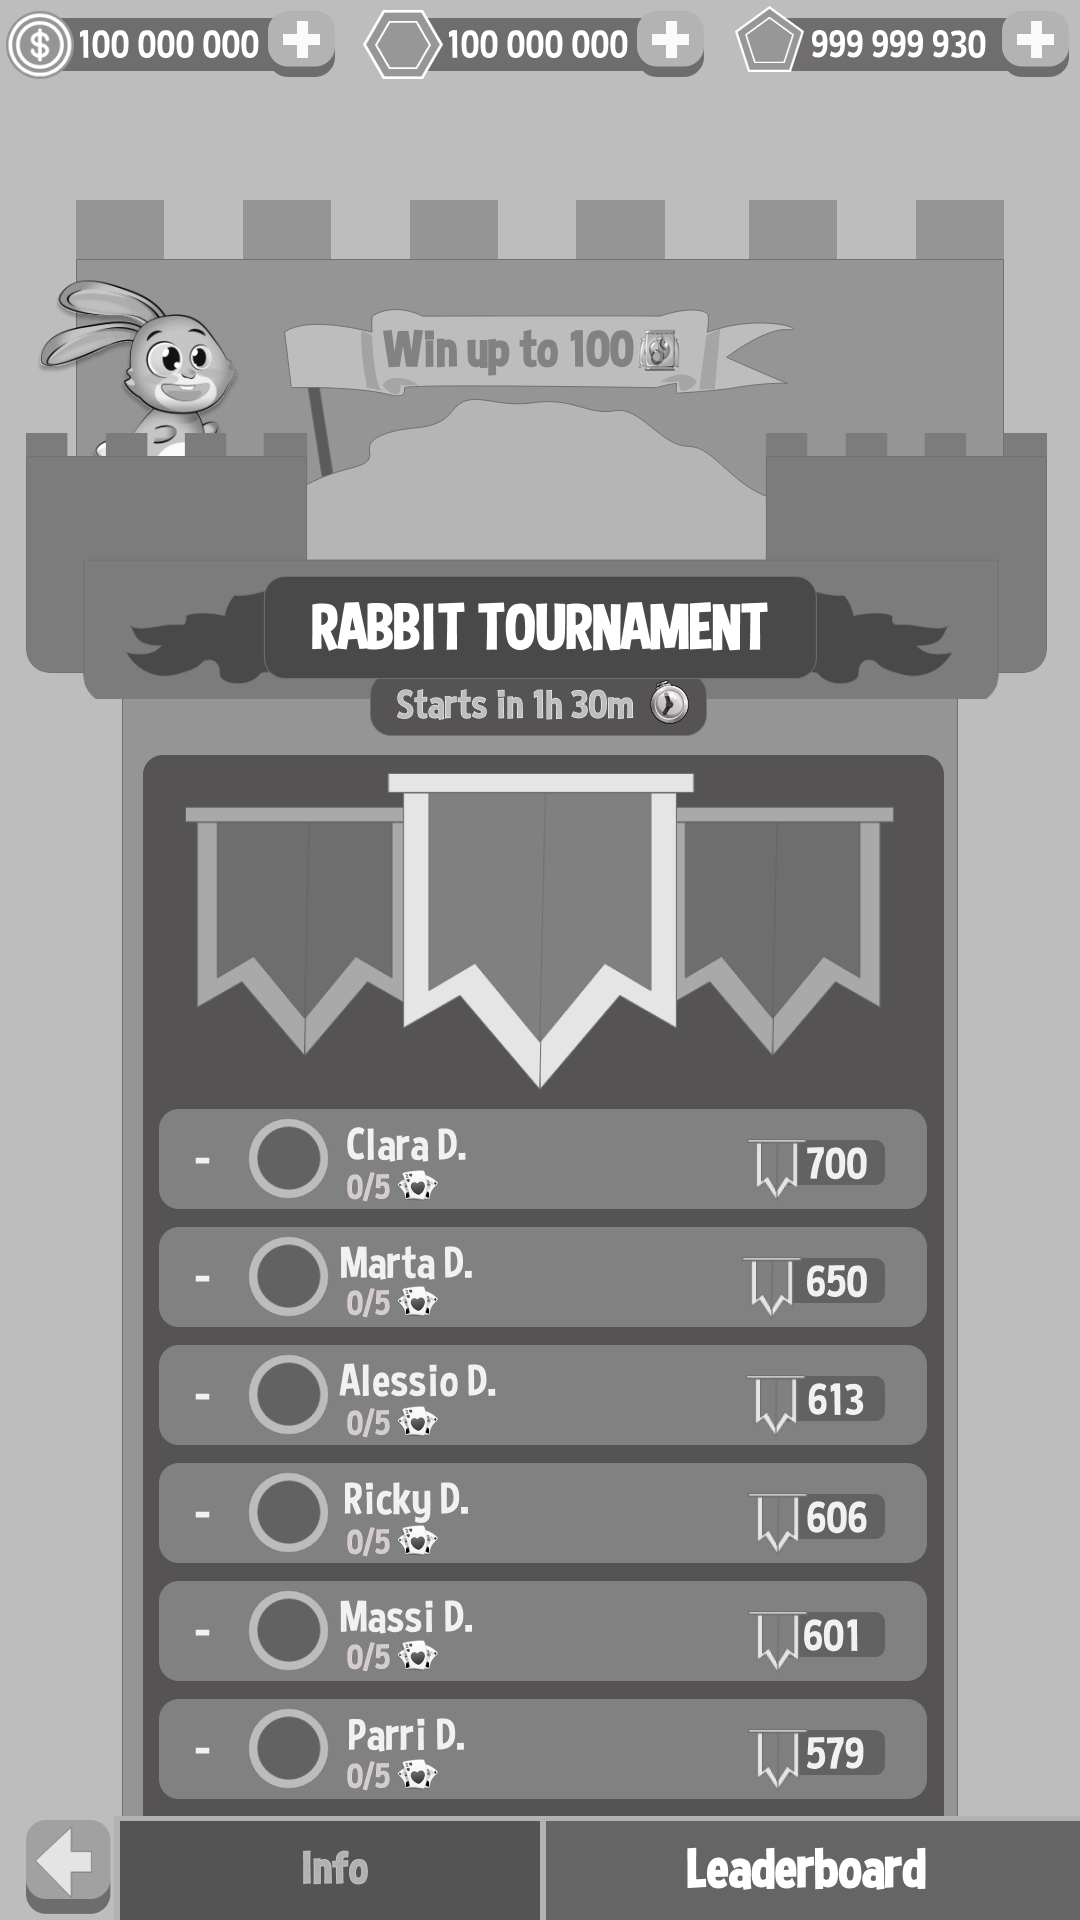 100 000 000 100 000 000 999 999 930
Win up to 100
RABBIT TOURNAMENT
Starts in 1h 30m
- Clara D. 700
0/5
- Marta D. 650
0/5
- Alessio D. 613
0/5
- Ricky D. 606
0/5
- Massi D. 601
0/5
- Parri D. 579
0/5
Info Leaderboard